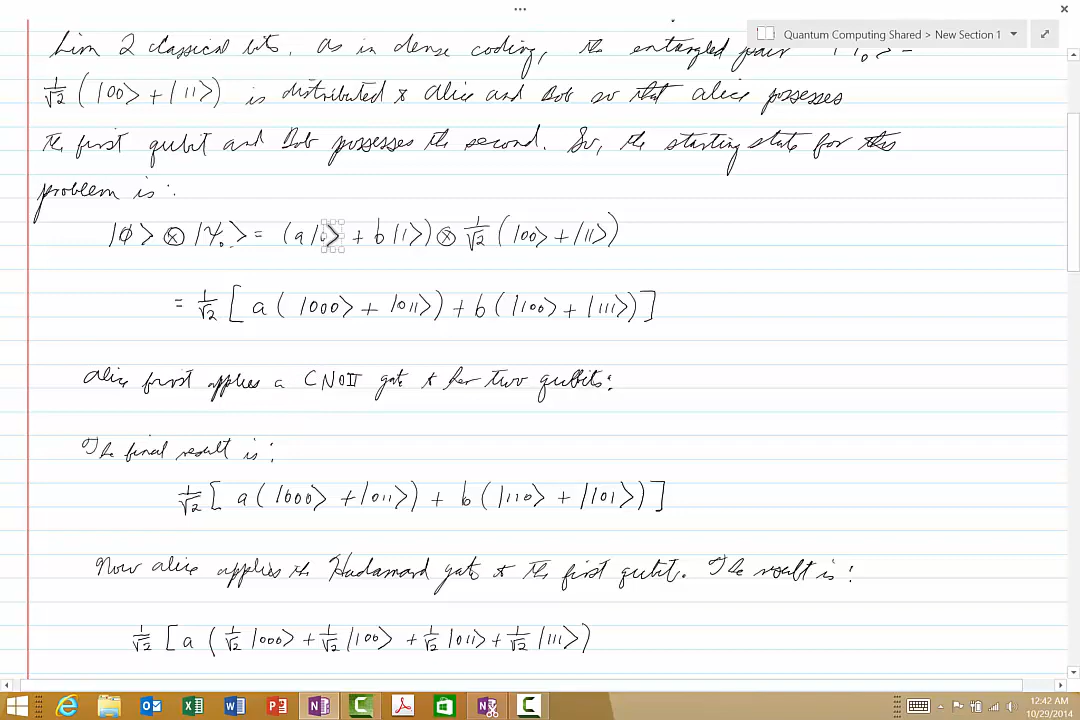 ...
Quantum Computing Shared > New Section 1
him 2 classical bits. As in dense coding, the entangled pair |Ψ₀> =
1/√2 (|00> + |11>) is distributed to Alice and Bob so that Alice possesses
the first qubit and Bob possesses the second. So, the starting state for this
problem is:
|ϕ> ⊗ |Ψ₀> = (a|0> + b|1>) ⊗ 1/√2 (|00> + |11>)
= 1/√2 [a(|000> + |011>) + b(|100> + |111>)]
Alice first applies a CNOT gate to her two qubits:
The final result is:
1/√2 [a(|000> + |011>) + b(|110> + |101>)]
Now Alice applies the Hadamard gate to the first qubit. The result is:
1/√2 [a (1/√2 |000> + 1/√2 |100> + 1/√2 |011> + 1/√2 |111>)
12:42 AM
10/29/2014